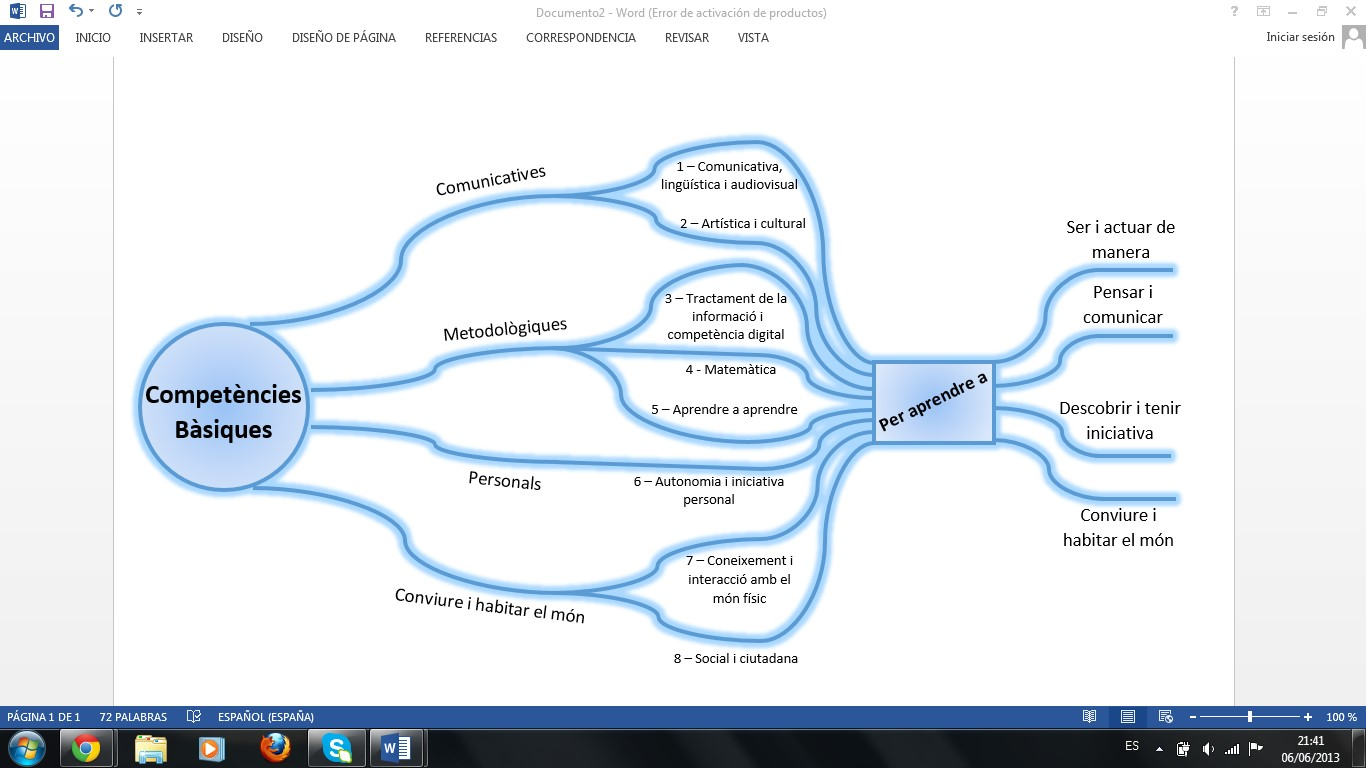 Documento2 - Word (Error de activación de productos)
ARCHIVO INICIO INSERTAR DISEÑO DISEÑO DE PÁGINA REFERENCIAS CORRESPONDENCIA REVISAR VISTA
Iniciar sesión
Competències
Bàsiques
Comunicatives
1 – Comunicativa,
lingüística i audiovisual
2 – Artística i cultural
Metodològiques
3 – Tractament de la
informació i
competència digital
4 - Matemàtica
5 – Aprendre a aprendre
Personals
6 – Autonomia i iniciativa
personal
Conviure i habitar el món
7 – Coneixement i
interacció amb el
món físic
8 – Social i ciutadana
Per aprendre a
Ser i actuar de
manera
Pensar i
comunicar
Descobrir i tenir
iniciativa
Conviure i
habitar el món
PÁGINA 1 DE 1 72 PALABRAS ESPAÑOL (ESPAÑA) 100 %
ES
21:41
06/06/2013